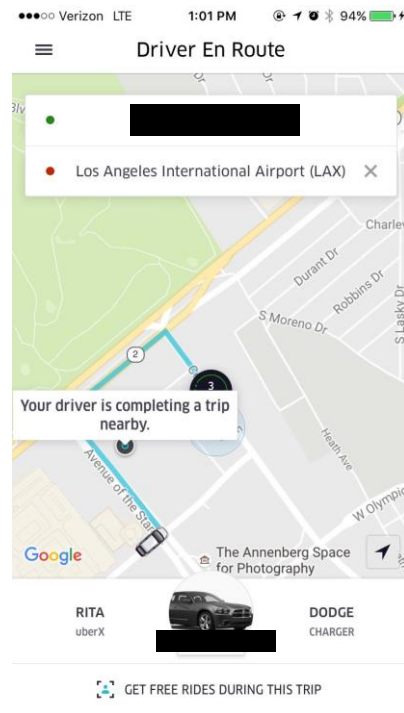 Verizon LTE 1:01 PM 94%
Driver En Route
Los Angeles International Airport (LAX)
Charle
Durant Dr
Robbins Dr
S Lasky Dr
S Moreno Dr
2
3
Your driver is completing a trip
nearby.
Heath Ave
Avenue of the Star
W Olympic
Google
The Annenberg Space
for Photography
RITA
uberX
DODGE
CHARGER
GET FREE RIDES DURING THIS TRIP